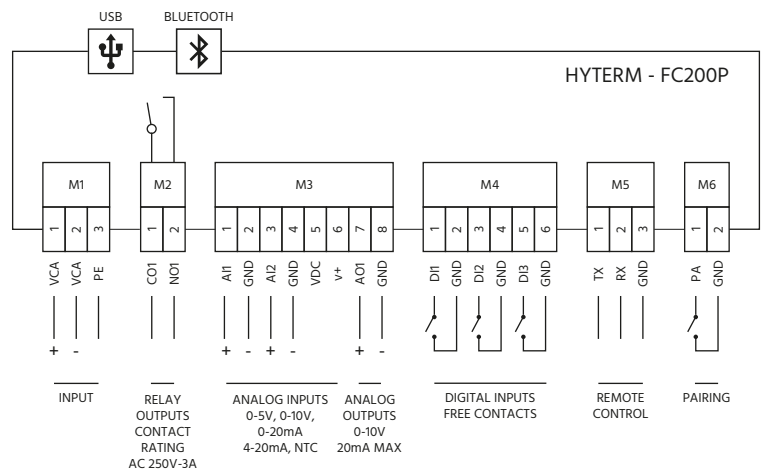 USB BLUETOOTH
HYTERM - FC200P
M1 M2 M3 M4 M5 M6
1 2 3 1 2 1 2 3 4 5 6 7 8 1 2 3 4 5 6 1 2 3 1 2
VCA VCA PE CO1 NO1 AI1 GND AI2 GND VDC V+ AO1 GND DI1 GND DI2 GND DI3 GND TX RX GND PA GND
+ - + - + - + -
INPUT
RELAY
OUTPUTS
CONTACT
RATING
AC 250V-3A
ANALOG INPUTS
0-5V, 0-10V,
0-20mA
4-20mA, NTC
ANALOG
OUTPUTS
0-10V
20mA MAX
DIGITAL INPUTS
FREE CONTACTS
REMOTE
CONTROL
PAIRING